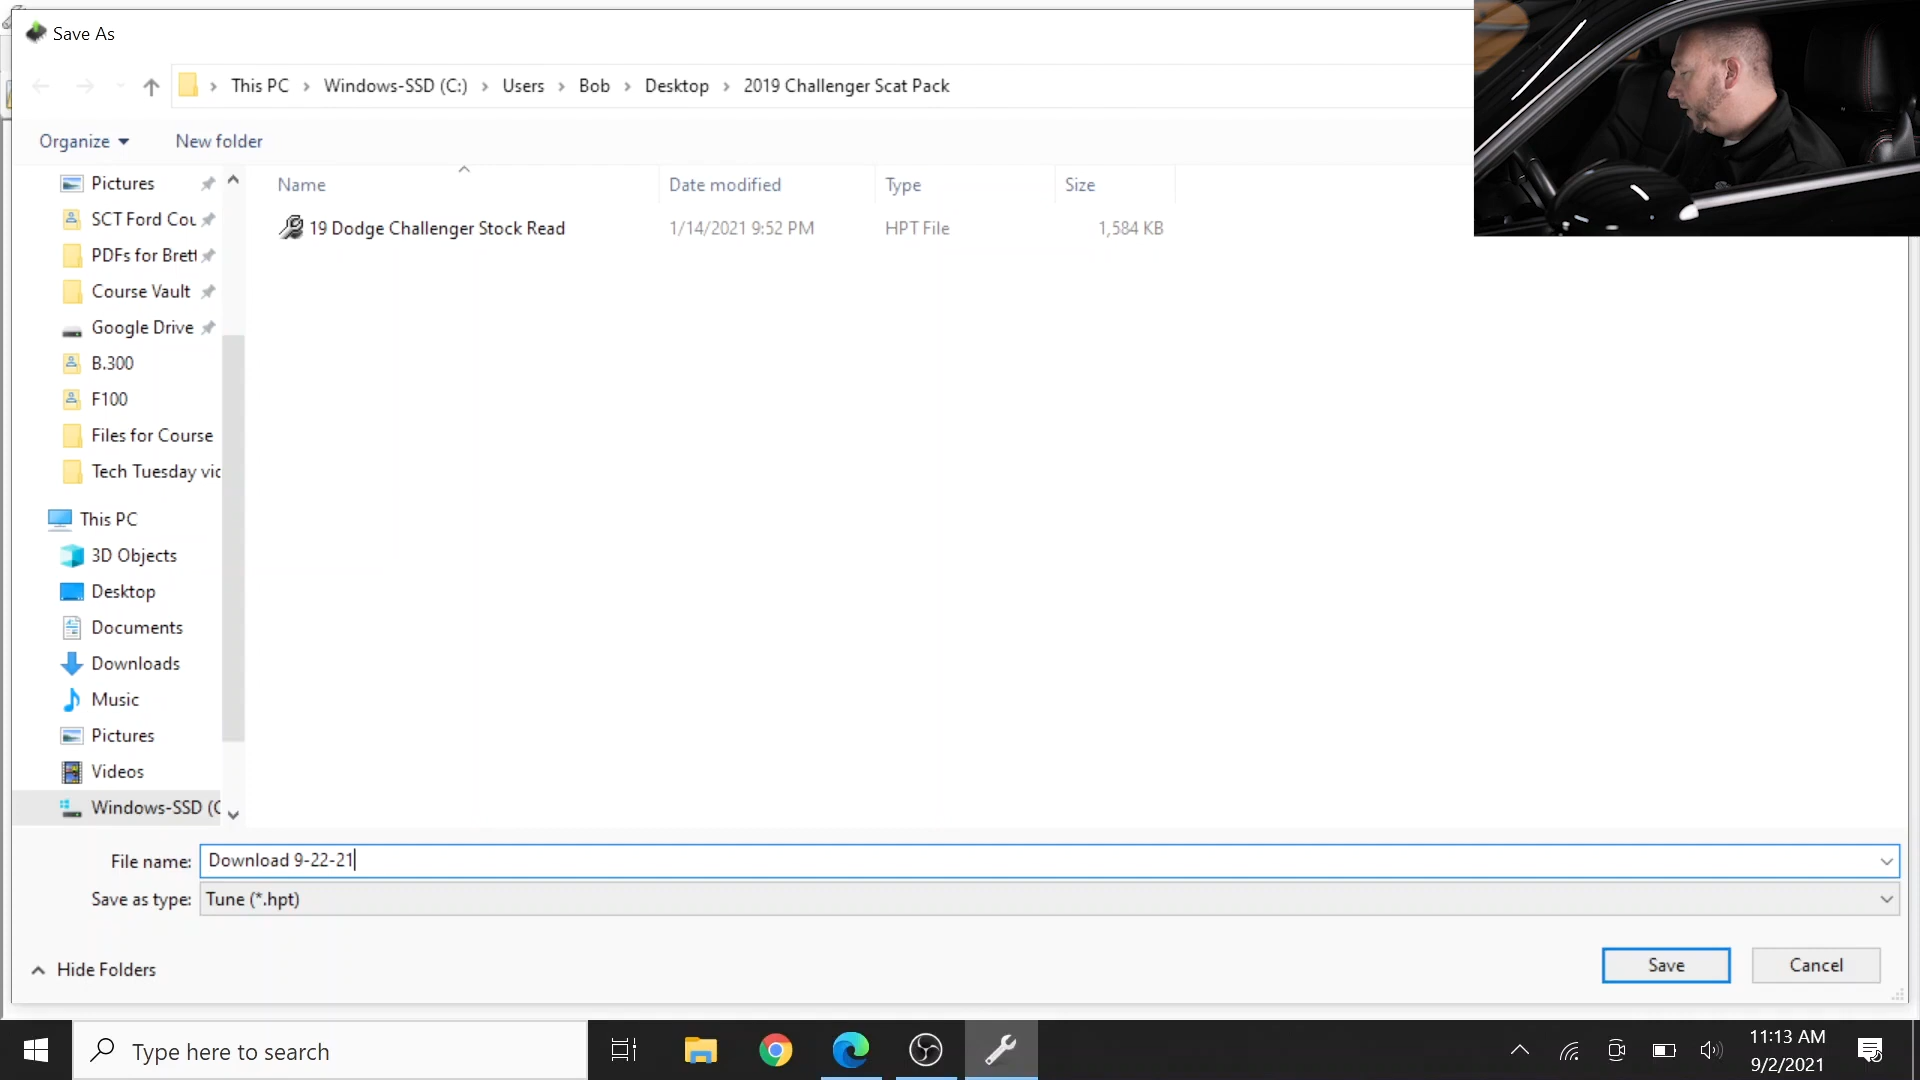 Save As
This PC
Windows-SSD (C:)
Users
Bob
Desktop
2019 Challenger Scat Pack
Organize
New folder
Name
Date modified
Type
Size
19 Dodge Challenger Stock Read
1/14/2021 9:52 PM
HPT File
1,584 KB
Pictures
SCT Ford Cou
PDFs for Brett
Course Vault
Google Drive
B.300
F100
Files for Course
Tech Tuesday vic
This PC
3D Objects
Desktop
Documents
Downloads
Music
Pictures
Videos
Windows-SSD (C
File name: Download 9-22-21
Save as type: Tune (*.hpt)
Hide Folders
Save
Cancel
Type here to search
11:13 AM
9/2/2021